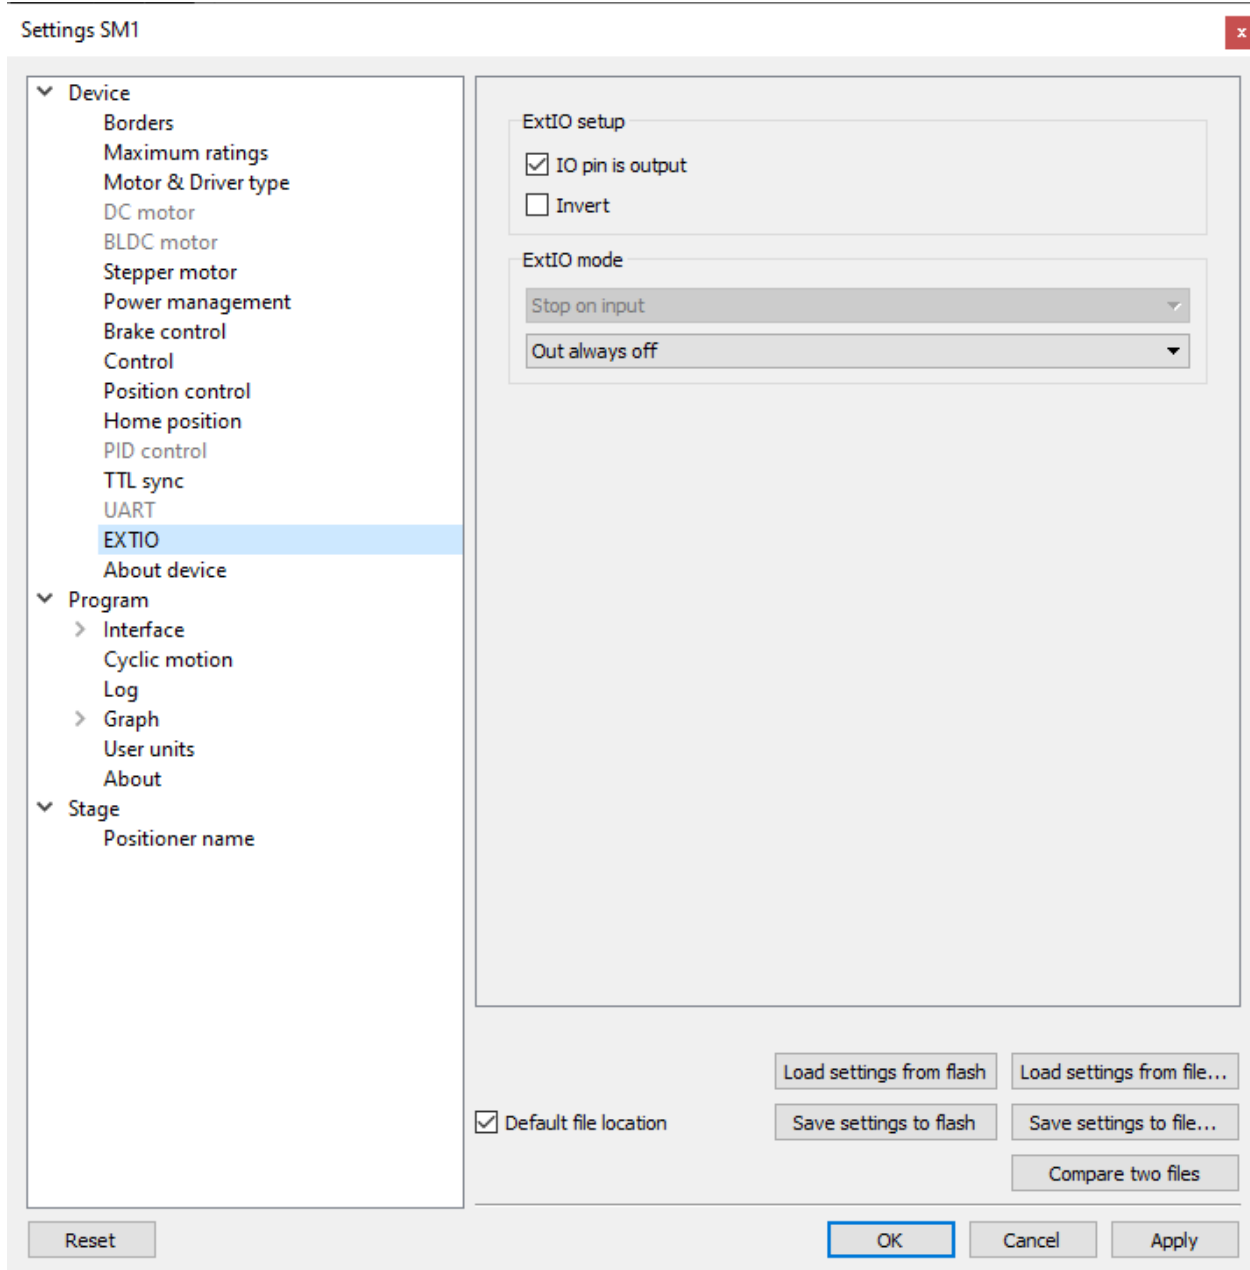 Settings SM1
x
Device
Borders
Maximum ratings
Motor & Driver type
DC motor
BLDC motor
Stepper motor
Power management
Brake control
Control
Position control
Home position
PID control
TTL sync
UART
EXTIO
About device
Program
Interface
Cyclic motion
Log
Graph
User units
About
Stage
Positioner name
ExtIO setup
IO pin is output
Invert
ExtIO mode
Stop on input
Out always off
Load settings from flash
Load settings from file...
Default file location
Save settings to flash
Save settings to file...
Compare two files
Reset
OK
Cancel
Apply